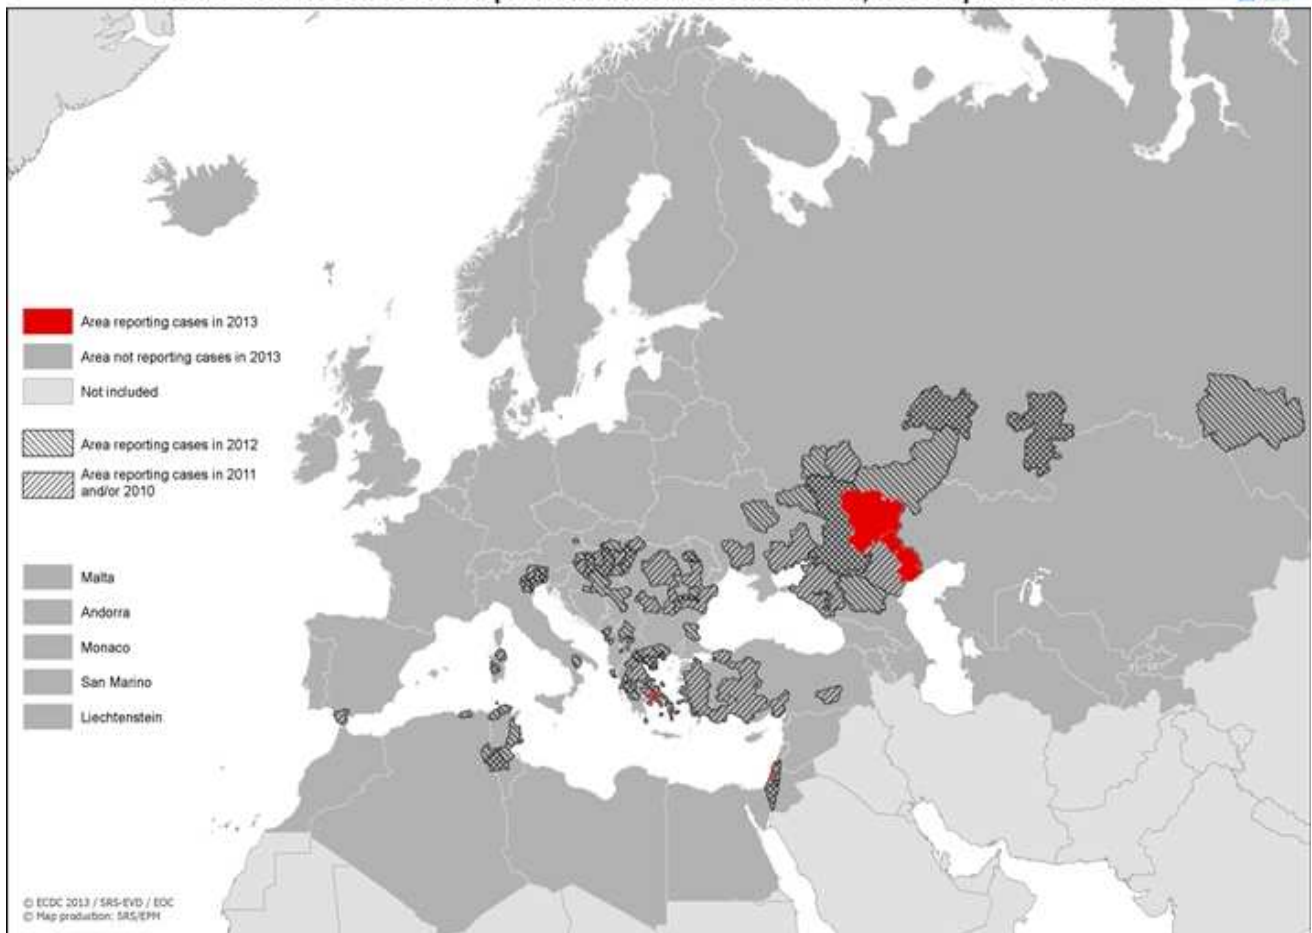 Area reporting cases in 2013
Area not reporting cases in 2013
Not included
Area reporting cases in 2012
Area reporting cases in 2011
and/or 2010
Malta
Andorra
Monaco
San Marino
Liechtenstein
© ECDC 2013 / SRS-EVD / EOC
© Map production: SRS/EPM